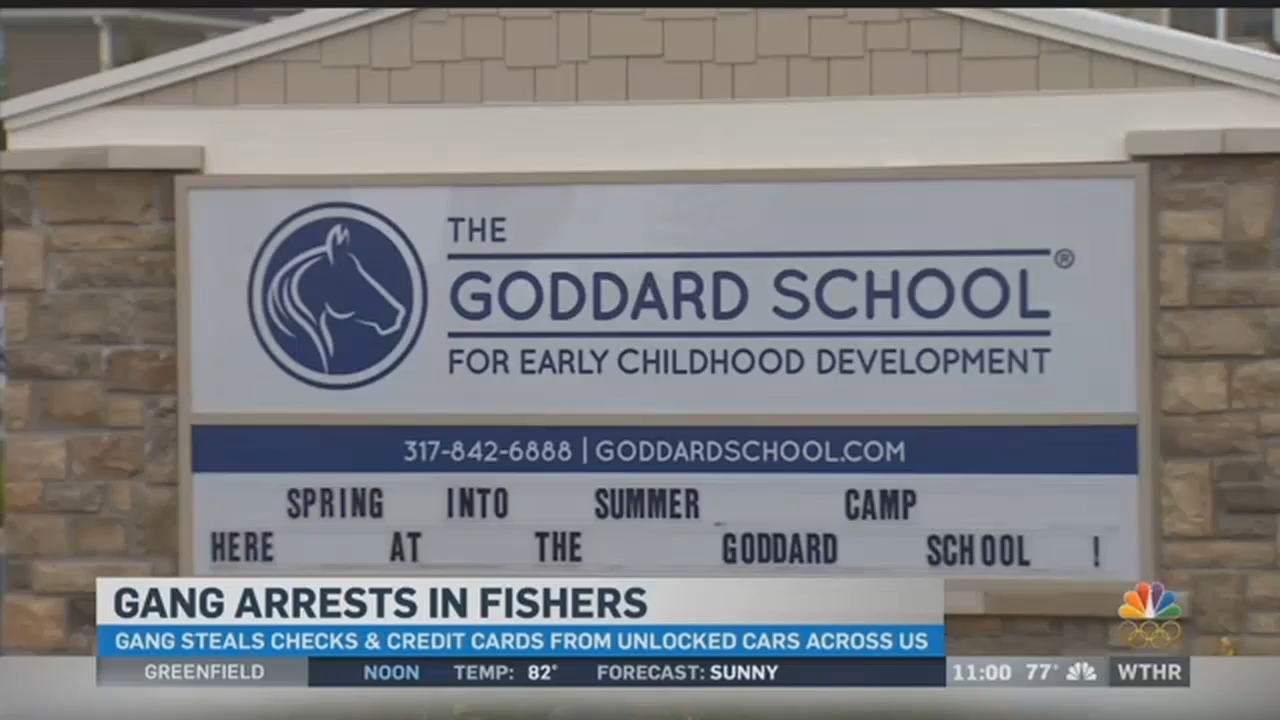 THE
GODDARD SCHOOL®
FOR EARLY CHILDHOOD DEVELOPMENT
317-842-6888 | GODDARDSCHOOL.COM
SPRING INTO SUMMER CAMP
HERE AT THE GODDARD SCHOOL !
GANG ARRESTS IN FISHERS
GANG STEALS CHECKS & CREDIT CARDS FROM UNLOCKED CARS ACROSS US
GREENFIELD NOON TEMP: 82° FORECAST: SUNNY 11:00 77° WTHR